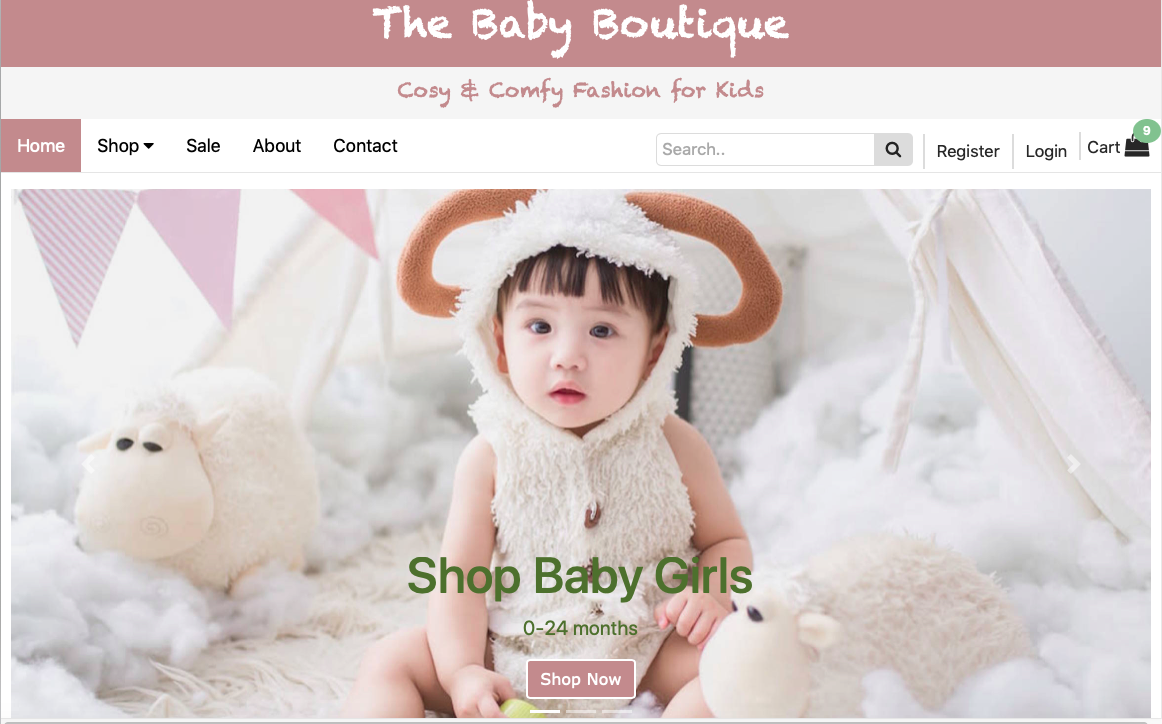 The Baby Boutique
Cosy & Comfy Fashion for Kids
Home Shop Sale About Contact Search.. Register Login Cart 9
Shop Baby Girls
0-24 months
Shop Now